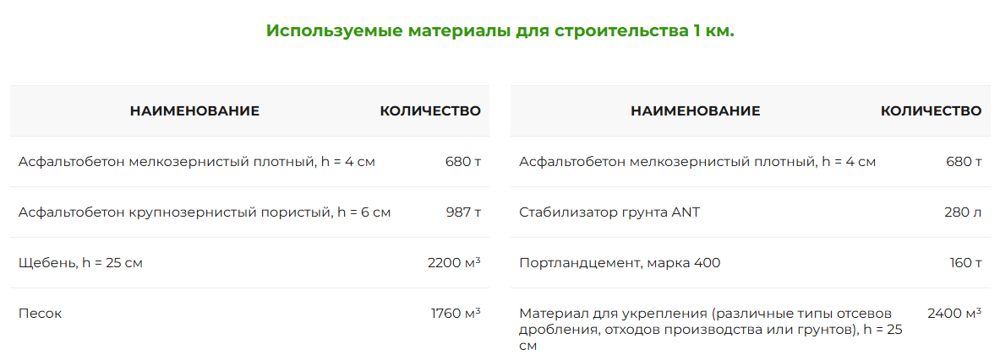 Используемые материалы для строительства 1 км.
НАИМЕНОВАНИЕ КОЛИЧЕСТВО
Асфальтобетон мелкозернистый плотный, h = 4 см 680 т
Асфальтобетон крупнозернистый пористый, h = 6 см 987 т
Щебень, h = 25 см 2200 м³
Песок 1760 м³
НАИМЕНОВАНИЕ КОЛИЧЕСТВО
Асфальтобетон мелкозернистый плотный, h = 4 см 680 т
Стабилизатор грунта ANT 280 л
Портландцемент, марка 400 160 т
Материал для укрепления (различные типы отсевов 2400 м³
дробления, отходов производства или грунтов), h = 25
см